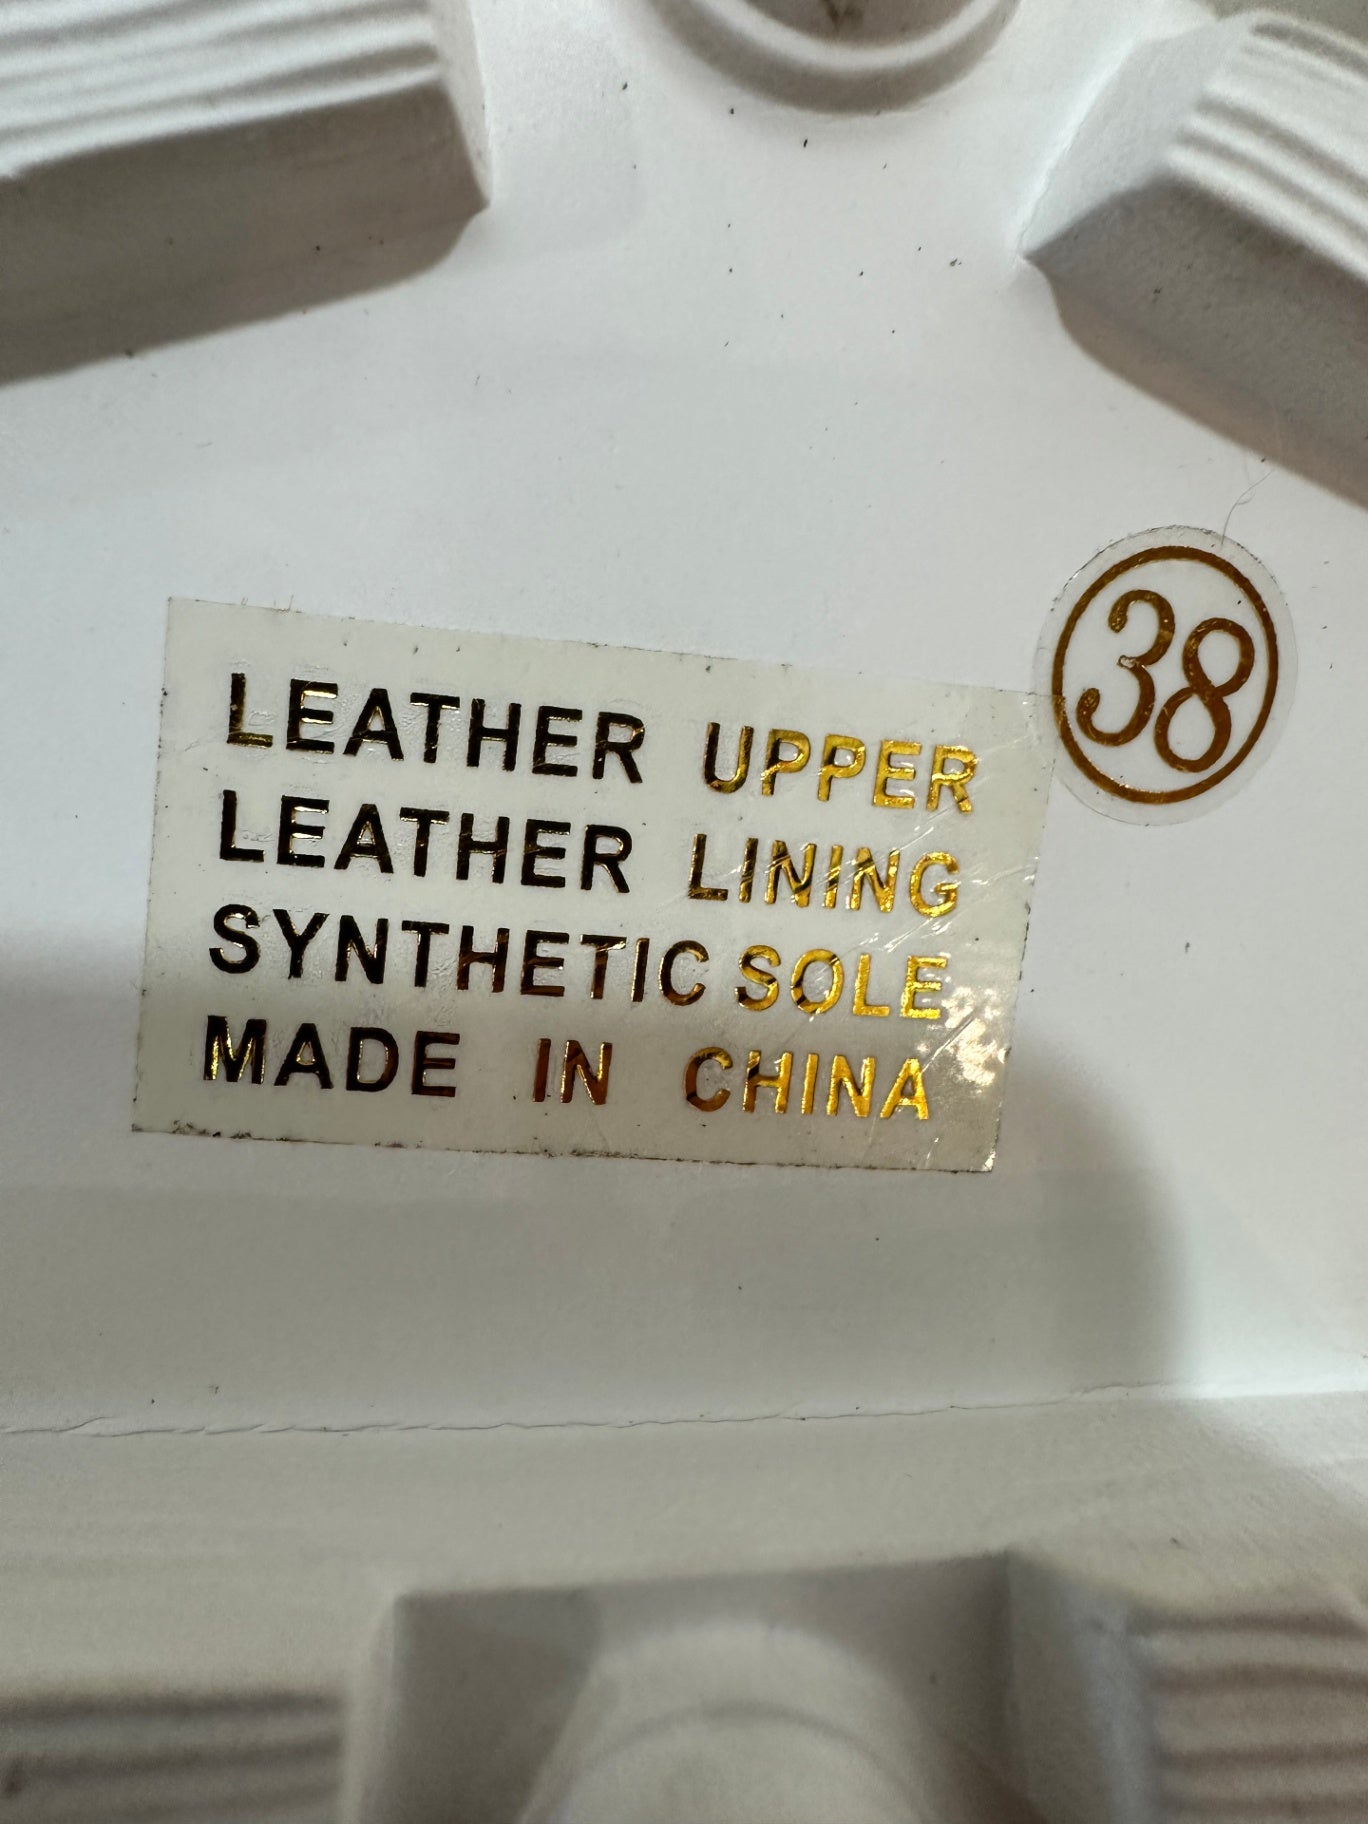 38
LEATHER UPPER
LEATHER LINING
SYNTHETIC SOLE
MADE IN CHINA